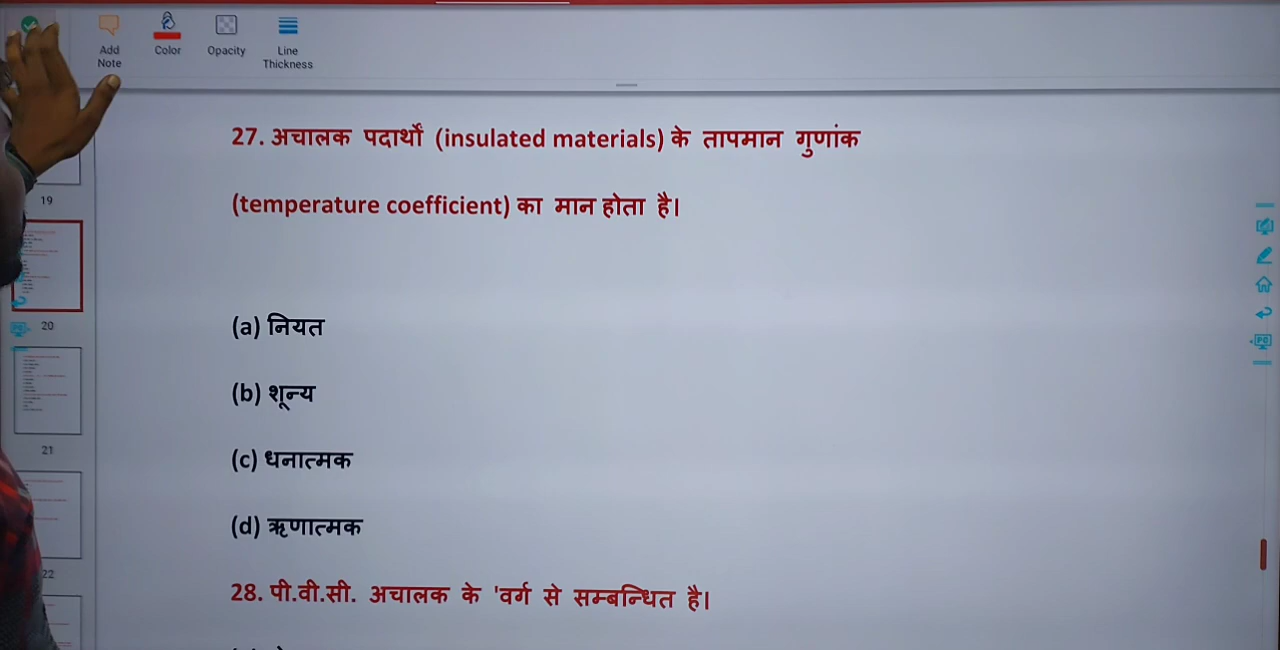 Add Note
Color
Opacity
Line Thickness
27. अचालक पदार्थों (insulated materials) के तापमान गुणांक
(temperature coefficient) का मान होता है।
19
(a) नियत
20
(b) शून्य
(c) धनात्मक
21
(d) ऋणात्मक
22
28. पी.वी.सी. अचालक के 'वर्ग से सम्बन्धित है।